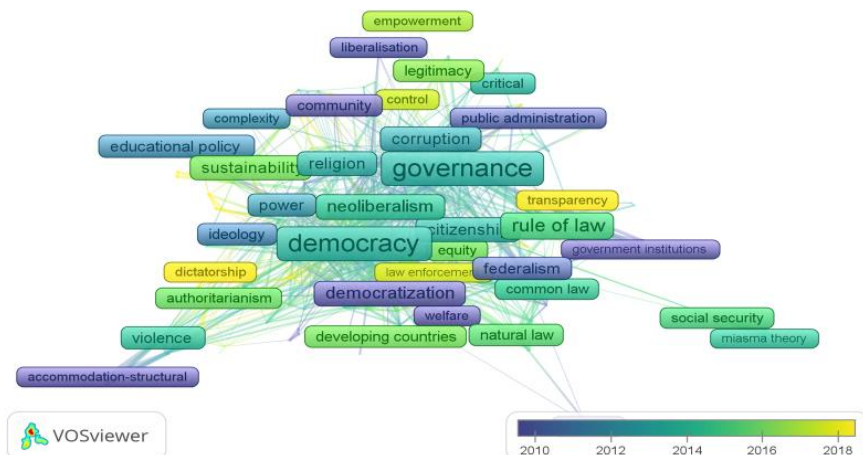 empowerment
liberalisation
legitimacy
critical
control
community
complexity
public administration
corruption
educational policy
sustainability
religion
governance
power
neoliberalism
transparency
citizenship
rule of law
ideology
democracy
equity
government institutions
dictatorship
law enforcement
federalism
authoritarianism
democratization
common law
welfare
social security
violence
developing countries
natural law
miasma theory
accommodation-structural
VOSviewer
2010 2012 2014 2016 2018